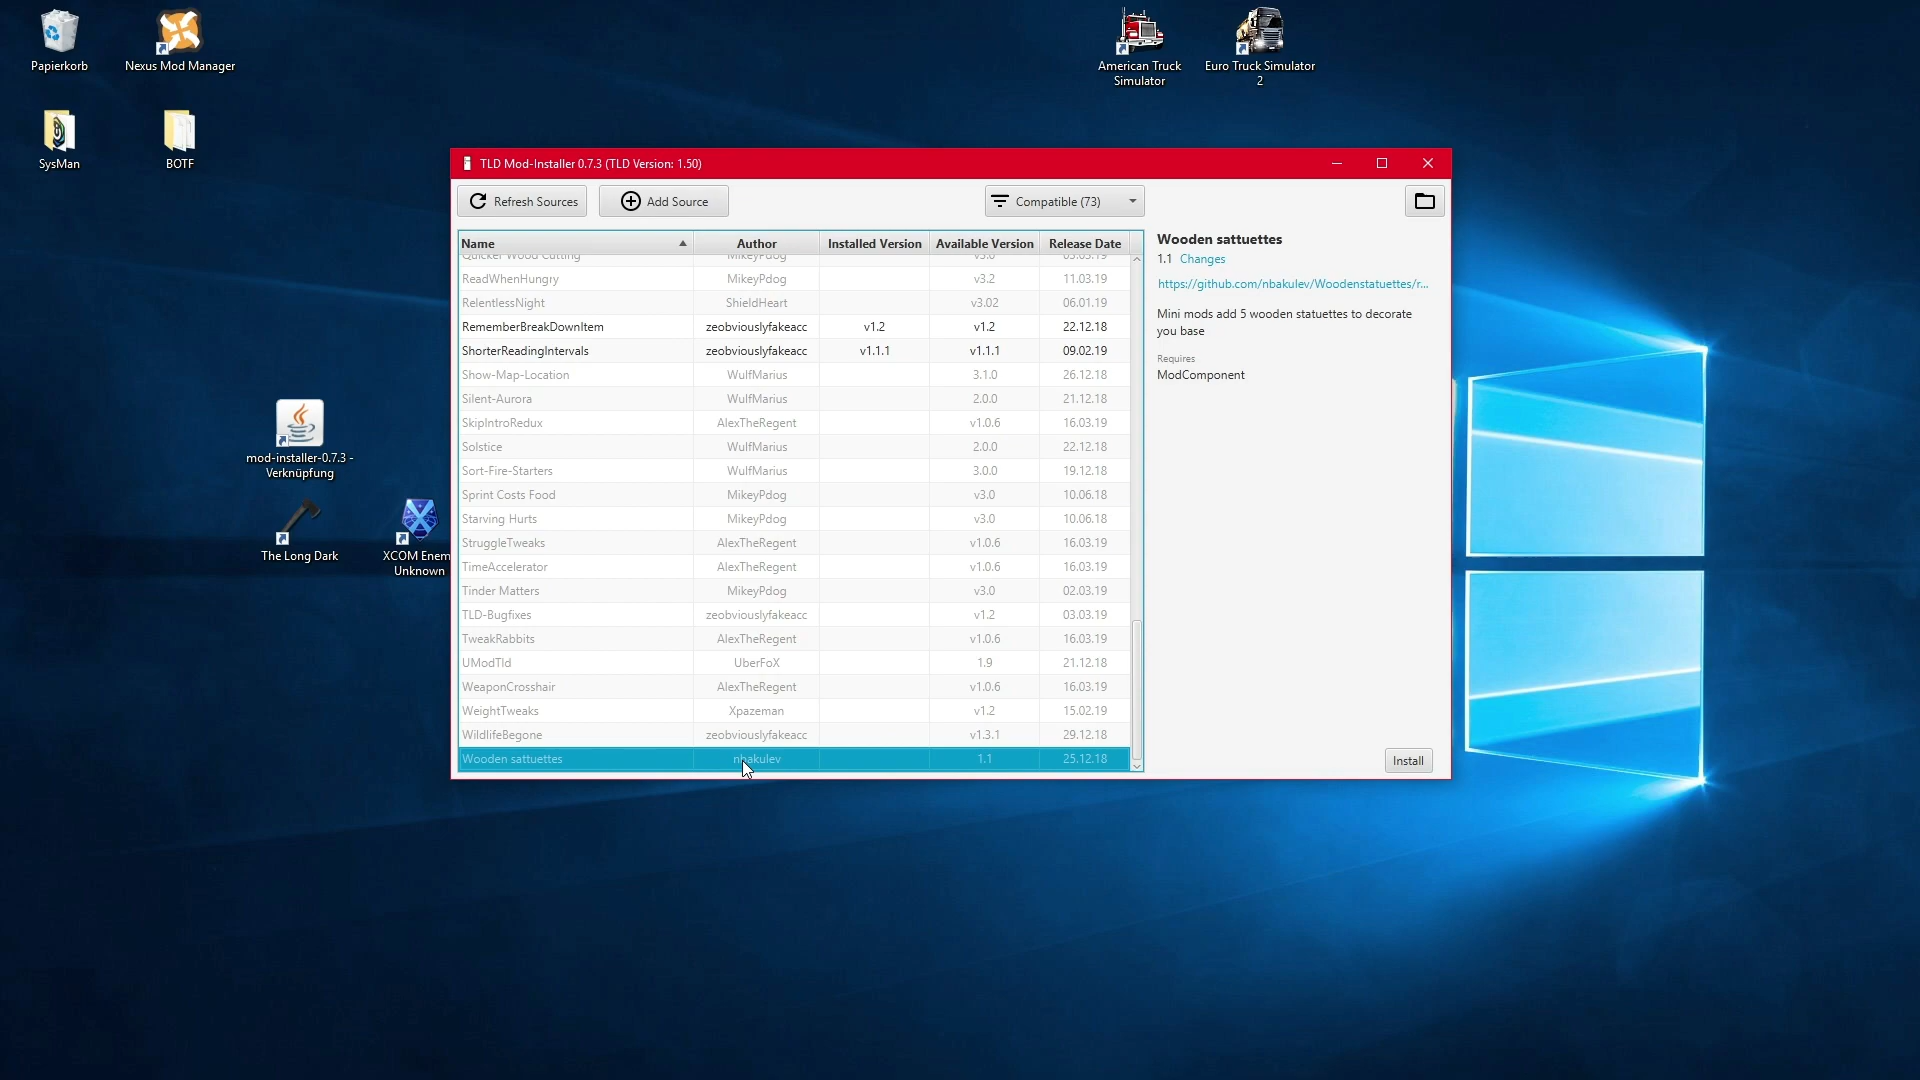 Papierkorb
Nexus Mod Manager
American Truck
Simulator
Euro Truck Simulator
2
SysMan
BOTF
mod-installer-0.7.3 -
Verknüpfung
The Long Dark
XCOM Enem
Unknown
TLD Mod-Installer 0.7.3 (TLD Version: 1.50)
Refresh Sources Add Source Compatible (73)
Name Author Installed Version Available Version Release Date
Quicker Wood Cutting MikeyPdog v3.0 03.03.19
ReadWhenHungry MikeyPdog v3.2 11.03.19
RelentlessNight ShieldHeart v3.02 06.01.19
RememberBreakDownItem zeobviouslyfakeacc v1.2 v1.2 22.12.18
ShorterReadingIntervals zeobviouslyfakeacc v1.1.1 v1.1.1 09.02.19
Show-Map-Location WulfMarius 3.1.0 26.12.18
Silent-Aurora WulfMarius 2.0.0 21.12.18
SkipIntroRedux AlexTheRegent v1.0.6 16.03.19
Solstice WulfMarius 2.0.0 22.12.18
Sort-Fire-Starters WulfMarius 3.0.0 19.12.18
Sprint Costs Food MikeyPdog v3.0 10.06.18
Starving Hurts MikeyPdog v3.0 10.06.18
StruggleTweaks AlexTheRegent v1.0.6 16.03.19
TimeAccelerator AlexTheRegent v1.0.6 16.03.19
Tinder Matters MikeyPdog v3.0 02.03.19
TLD-Bugfixes zeobviouslyfakeacc v1.2 03.03.19
TweakRabbits AlexTheRegent v1.0.6 16.03.19
UModTld UberFoX 1.9 21.12.18
WeaponCrosshair AlexTheRegent v1.0.6 16.03.19
WeightTweaks Xpazeman v1.2 15.02.19
WildlifeBegone zeobviouslyfakeacc v1.3.1 29.12.18
Wooden sattuettes nbakulev 1.1 25.12.18
Wooden sattuettes
1.1 Changes
https://github.com/nbakulev/Woodenstatuettes/r...
Mini mods add 5 wooden statuettes to decorate
you base
Requires
ModComponent
Install